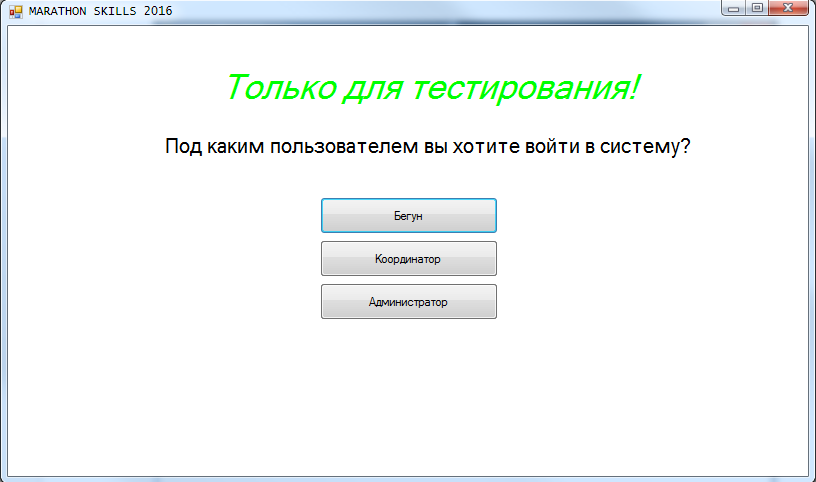 MARATHON SKILLS 2016
Только для тестирования!
Под каким пользователем вы хотите войти в систему?
Бегун
Координатор
Администратор